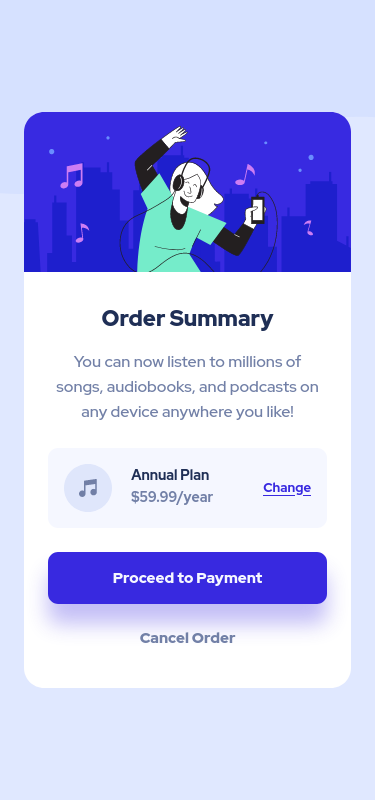 Order Summary
You can now listen to millions of
songs, audiobooks, and podcasts on
any device anywhere you like!
Annual Plan
$59.99/year
Change
Proceed to Payment
Cancel Order